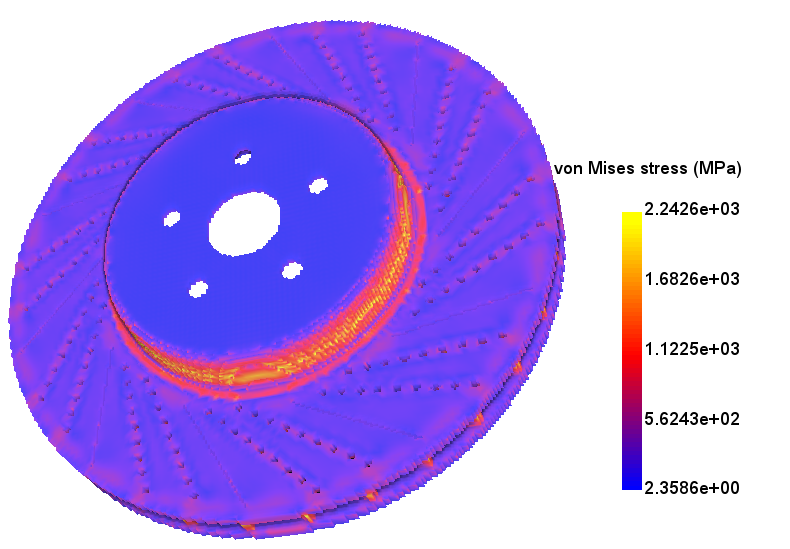 von Mises stress (MPa)
2.2426e+03
1.6826e+03
1.1225e+03
5.6243e+02
2.3586e+00